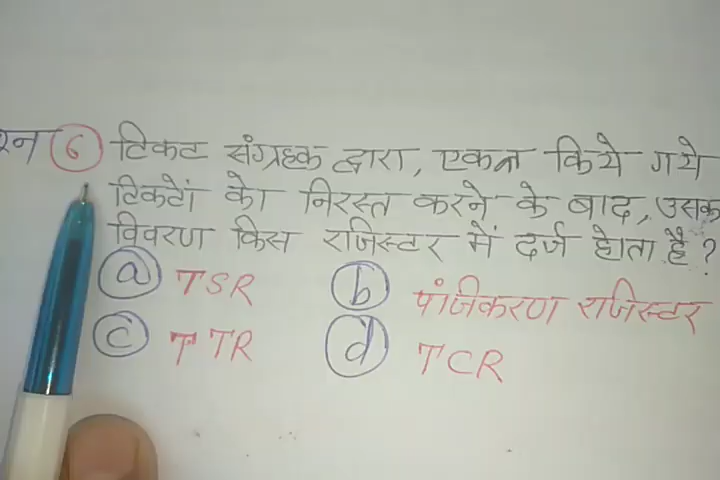 रन 6 टिकट संग्रहक द्वारा, एकत्र किये गये
टिकटों को निरस्त करने के बाद, उसक
विवरण किस रजिस्टर में दर्ज होता है ?
a TSR b पांजिकरण राजिस्टर
c TTR d TCR